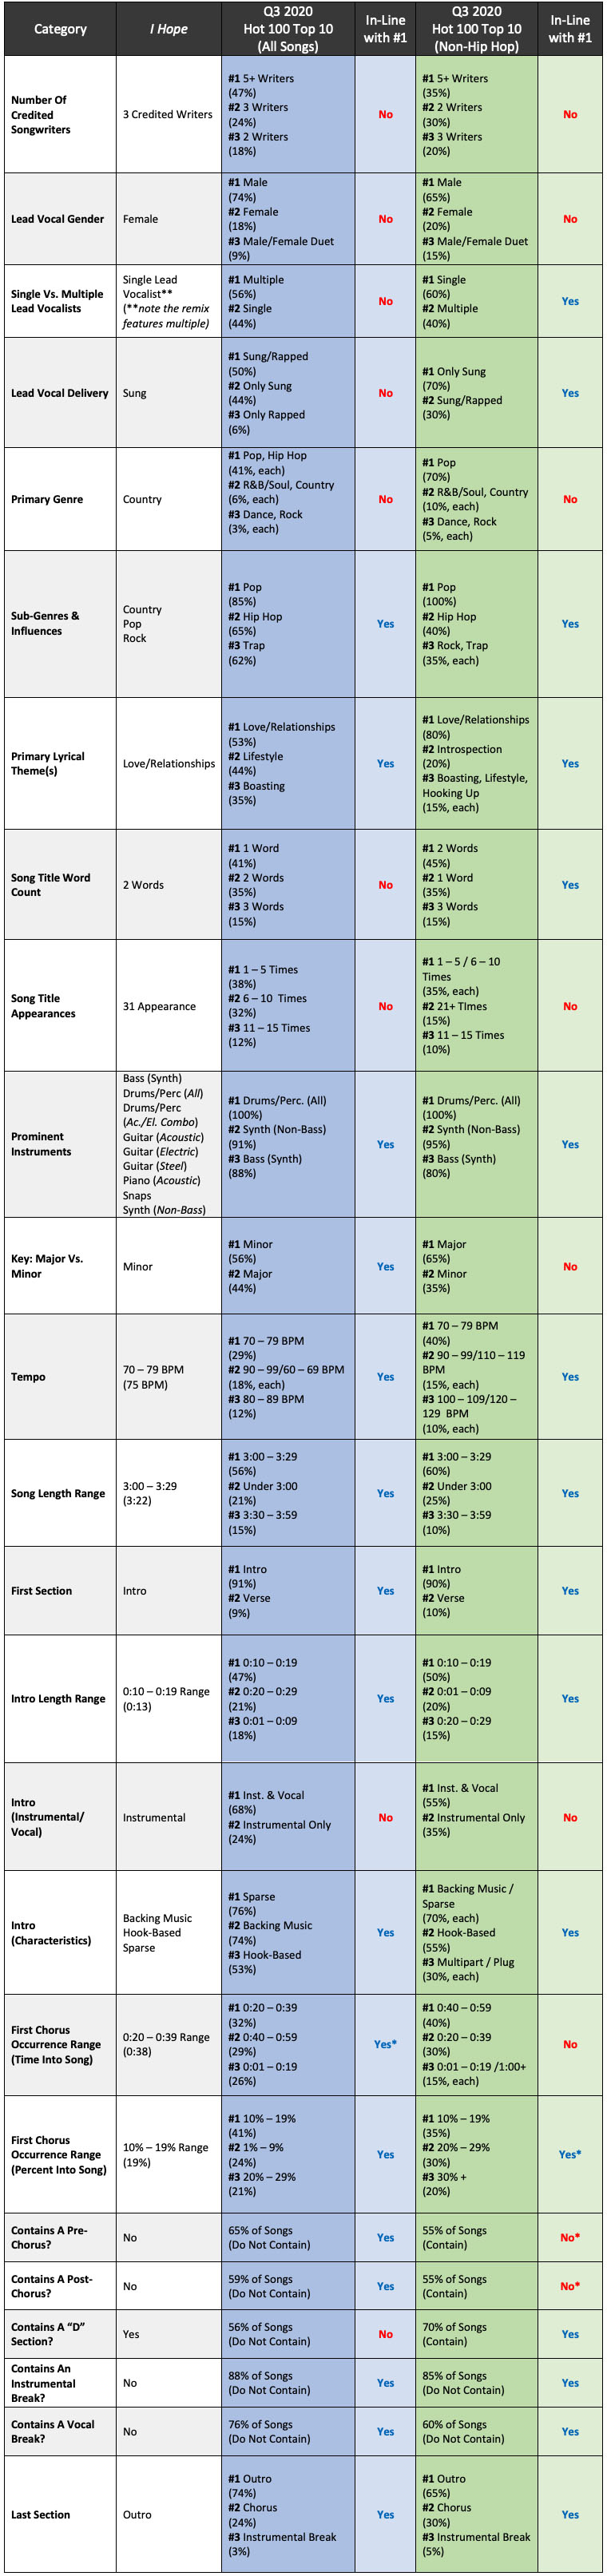 Category
I Hope
Q3 2020
Hot 100 Top 10
(All Songs)
In-Line
with #1
Q3 2020
Hot 100 Top 10
(Non-Hip Hop)
In-Line
with #1
Number Of
Credited
Songwriters
3 Credited Writers
#1 5+ Writers
(47%)
#2 3 Writers
(24%)
#3 2 Writers
(18%)
No
#1 5+ Writers
(35%)
#2 2 Writers
(30%)
#3 3 Writers
(20%)
No
Lead Vocal Gender
Female
#1 Male
(74%)
#2 Female
(18%)
#3 Male/Female Duet
(9%)
No
#1 Male
(65%)
#2 Female
(20%)
#3 Male/Female Duet
(15%)
No
Single Vs. Multiple
Lead Vocalists
Single Lead
Vocalist**
(**note the remix
features multiple)
#1 Multiple
(56%)
#2 Single
(44%)
No
#1 Single
(60%)
#2 Multiple
(40%)
Yes
Lead Vocal Delivery
Sung
#1 Sung/Rapped
(50%)
#2 Only Sung
(44%)
#3 Only Rapped
(6%)
No
#1 Only Sung
(70%)
#2 Sung/Rapped
(30%)
Yes
Primary Genre
Country
#1 Pop, Hip Hop
(41%, each)
#2 R&B/Soul, Country
(6%, each)
#3 Dance, Rock
(3%, each)
No
#1 Pop
(70%)
#2 R&B/Soul, Country
(10%, each)
#3 Dance, Rock
(5%, each)
No
Sub-Genres &
Influences
Country
Pop
Rock
#1 Pop
(85%)
#2 Hip Hop
(65%)
#3 Trap
(62%)
Yes
#1 Pop
(100%)
#2 Hip Hop
(40%)
#3 Rock, Trap
(35%, each)
Yes
Primary Lyrical
Theme(s)
Love/Relationships
#1 Love/Relationships
(53%)
#2 Lifestyle
(44%)
#3 Boasting
(35%)
Yes
#1 Love/Relationships
(80%)
#2 Introspection
(20%)
#3 Boasting, Lifestyle,
Hooking Up
(15%, each)
Yes
Song Title Word
Count
2 Words
#1 1 Word
(41%)
#2 2 Words
(35%)
#3 3 Words
(15%)
No
#1 2 Words
(45%)
#2 1 Word
(35%)
#3 3 Words
(15%)
Yes
Song Title
Appearances
31 Appearance
#1 1 – 5 Times
(38%)
#2 6 – 10  Times
(32%)
#3 11 – 15 Times
(12%)
No
#1 1 – 5 / 6 – 10
Times
(35%, each)
#2 21+ TImes
(15%)
#3 11 – 15 Times
(10%)
No
Prominent
Instruments
Bass (Synth)
Drums/Perc (All)
Drums/Perc
(Ac./El. Combo)
Guitar (Acoustic)
Guitar (Electric)
Guitar (Steel)
Piano (Acoustic)
Snaps
Synth (Non-Bass)
#1 Drums/Perc. (All)
(100%)
#2 Synth (Non-Bass)
(91%)
#3 Bass (Synth)
(88%)
Yes
#1 Drums/Perc. (All)
(100%)
#2 Synth (Non-Bass)
(95%)
#3 Bass (Synth)
(80%)
Yes
Key: Major Vs.
Minor
Minor
#1 Minor
(56%)
#2 Major
(44%)
Yes
#1 Major
(65%)
#2 Minor
(35%)
No
Tempo
70 – 79 BPM
(75 BPM)
#1 70 – 79 BPM
(29%)
#2 90 – 99/60 – 69 BPM
(18%, each)
#3 80 – 89 BPM
(12%)
Yes
#1 70 – 79 BPM
(40%)
#2 90 – 99/110 – 119
BPM
(15%, each)
#3 100 – 109/120 –
129  BPM
(10%, each)
Yes
Song Length Range
3:00 – 3:29
(3:22)
#1 3:00 – 3:29
(56%)
#2 Under 3:00
(21%)
#3 3:30 – 3:59
(15%)
Yes
#1 3:00 – 3:29
(60%)
#2 Under 3:00
(25%)
#3 3:30 – 3:59
(10%)
Yes
First Section
Intro
#1 Intro
(91%)
#2 Verse
(9%)
Yes
#1 Intro
(90%)
#2 Verse
(10%)
Yes
Intro Length Range
0:10 – 0:19 Range
(0:13)
#1 0:10 – 0:19
(47%)
#2 0:20 – 0:29
(21%)
#3 0:01 – 0:09
(18%)
Yes
#1 0:10 – 0:19
(50%)
#2 0:01 – 0:09
(20%)
#3 0:20 – 0:29
(15%)
Yes
Intro
(Instrumental/
Vocal)
Instrumental
#1 Inst. & Vocal
(68%)
#2 Instrumental Only
(24%)
No
#1 Inst. & Vocal
(55%)
#2 Instrumental Only
(35%)
No
Intro
(Characteristics)
Backing Music
Hook-Based
Sparse
#1 Sparse
(76%)
#2 Backing Music
(74%)
#3 Hook-Based
(53%)
Yes
#1 Backing Music /
Sparse
(70%, each)
#2 Hook-Based
(55%)
#3 Multipart / Plug
(30%, each)
Yes
First Chorus
Occurrence Range
(Time Into Song)
0:20 – 0:39 Range
(0:38)
#1 0:20 – 0:39
(32%)
#2 0:40 – 0:59
(29%)
#3 0:01 – 0:19
(26%)
Yes*
#1 0:40 – 0:59
(40%)
#2 0:20 – 0:39
(30%)
#3 0:01 – 0:19 /1:00+
(15%, each)
No
First Chorus
Occurrence Range
(Percent Into Song)
10% – 19% Range
(19%)
#1 10% – 19%
(41%)
#2 1% – 9%
(24%)
#3 20% – 29%
(21%)
Yes
#1 10% – 19%
(35%)
#2 20% – 29%
(30%)
#3 30% +
(20%)
Yes*
Contains A Pre-
Chorus?
No
65% of Songs
(Do Not Contain)
Yes
55% of Songs
(Contain)
No*
Contains A Post-
Chorus?
No
59% of Songs
(Do Not Contain)
Yes
55% of Songs
(Contain)
No*
Contains A “D”
Section?
Yes
56% of Songs
(Do Not Contain)
No
70% of Songs
(Contain)
Yes
Contains An
Instrumental
Break?
No
88% of Songs
(Do Not Contain)
Yes
85% of Songs
(Do Not Contain)
Yes
Contains A Vocal
Break?
No
76% of Songs
(Do Not Contain)
Yes
60% of Songs
(Do Not Contain)
Yes
Last Section
Outro
#1 Outro
(74%)
#2 Chorus
(24%)
#3 Instrumental Break
(3%)
Yes
#1 Outro
(65%)
#2 Chorus
(30%)
#3 Instrumental Break
(5%)
Yes